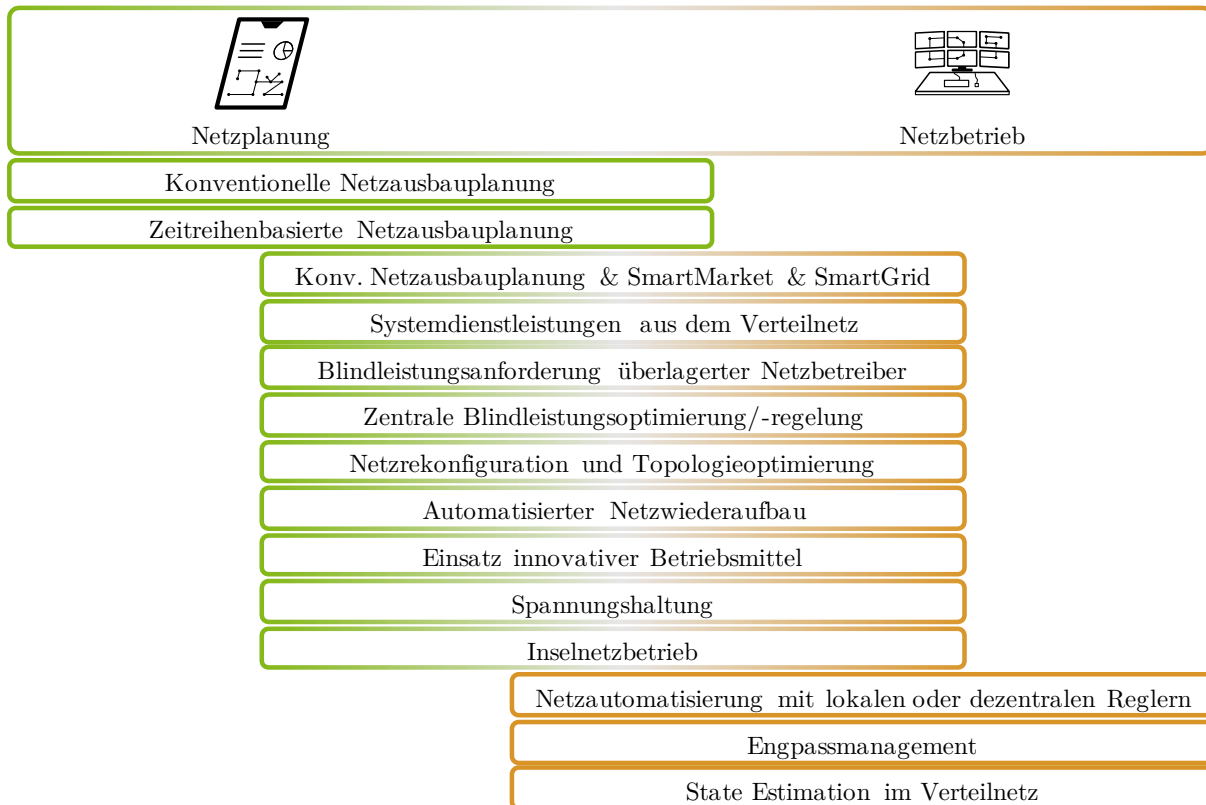 Netzplanung
Netzbetrieb
Konventionelle Netzausbauplanung
Zeitreihenbasierte Netzausbauplanung
Konv. Netzausbauplanung & SmartMarket & SmartGrid
Systemdienstleistungen aus dem Verteilnetz
Blindleistungsanforderung überlagerter Netzbetreiber
Zentrale Blindleistungsoptimierung/-regelung
Netzrekonfiguration und Topologieoptimierung
Automatisierter Netzwiederaufbau
Einsatz innovativer Betriebsmittel
Spannungshaltung
Inselnetzbetrieb
Netzautomatisierung mit lokalen oder dezentralen Reglern
Engpassmanagement
State Estimation im Verteilnetz